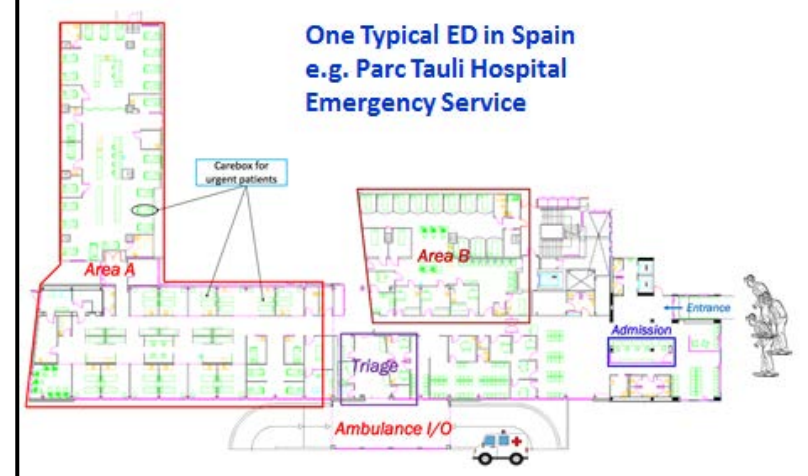 One Typical ED in Spain
e.g. Parc Tauli Hospital
Emergency Service
Carebox for
urgent patients
Area A
Area B
Entrance
Admission
Triage
Ambulance I/O